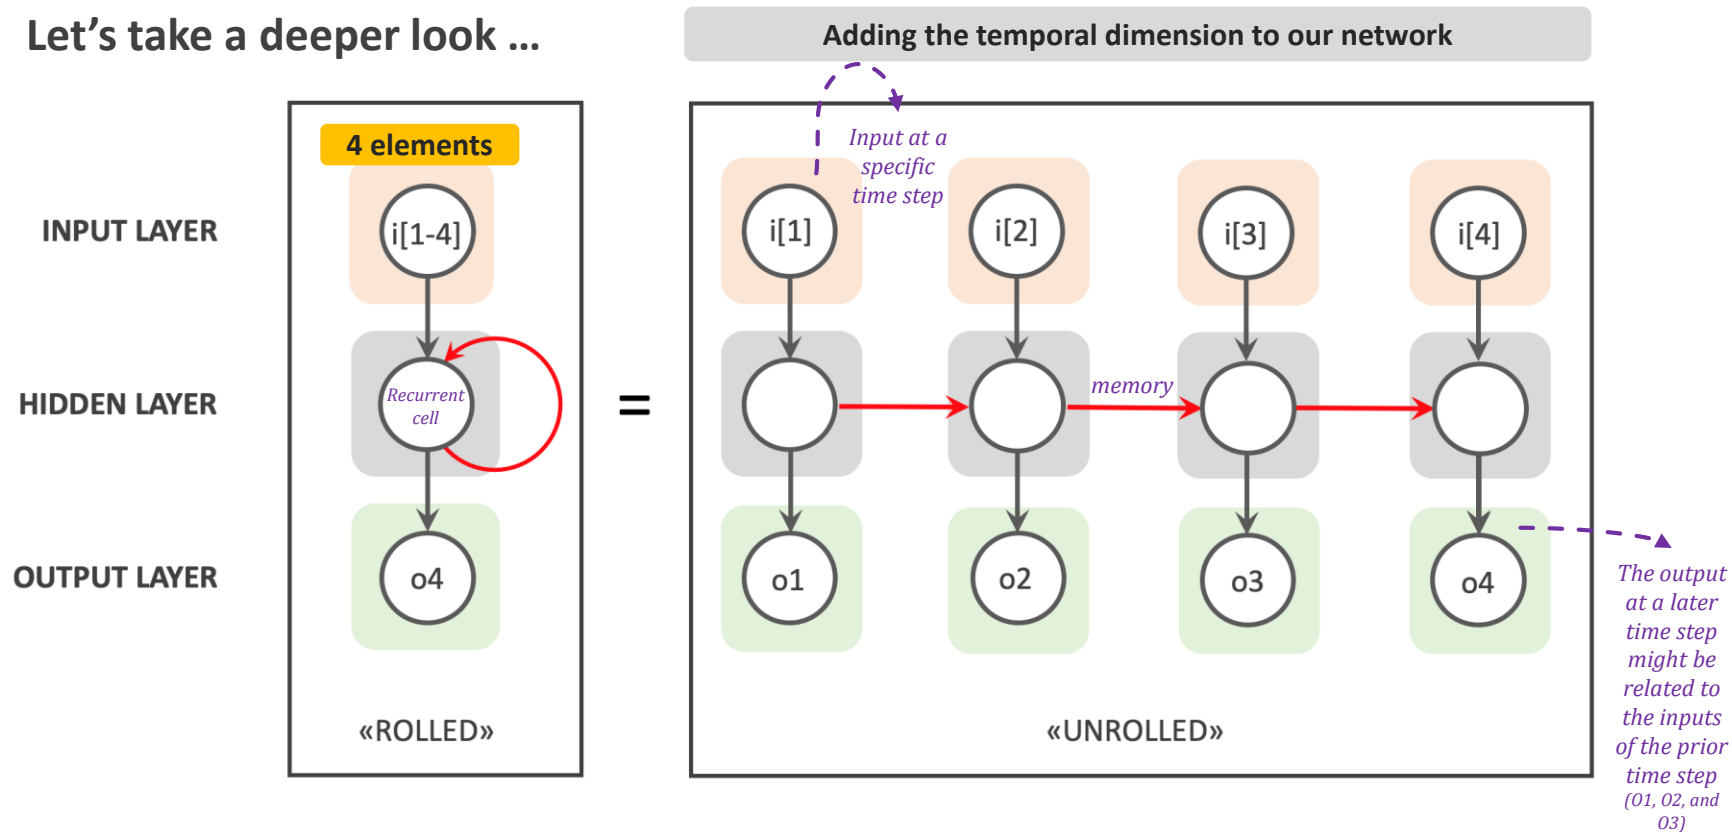 Let's take a deeper look ...
Adding the temporal dimension to our network
4 elements
Input at a
specific
time step
INPUT LAYER
i[1-4]
i[1]
i[2]
i[3]
i[4]
HIDDEN LAYER
Recurrent
cell
=
memory
OUTPUT LAYER
o4
o1
o2
o3
o4
The output
at a later
time step
might be
related to
the inputs
of the prior
time step
(O1, O2, and
O3)
«ROLLED»
«UNROLLED»